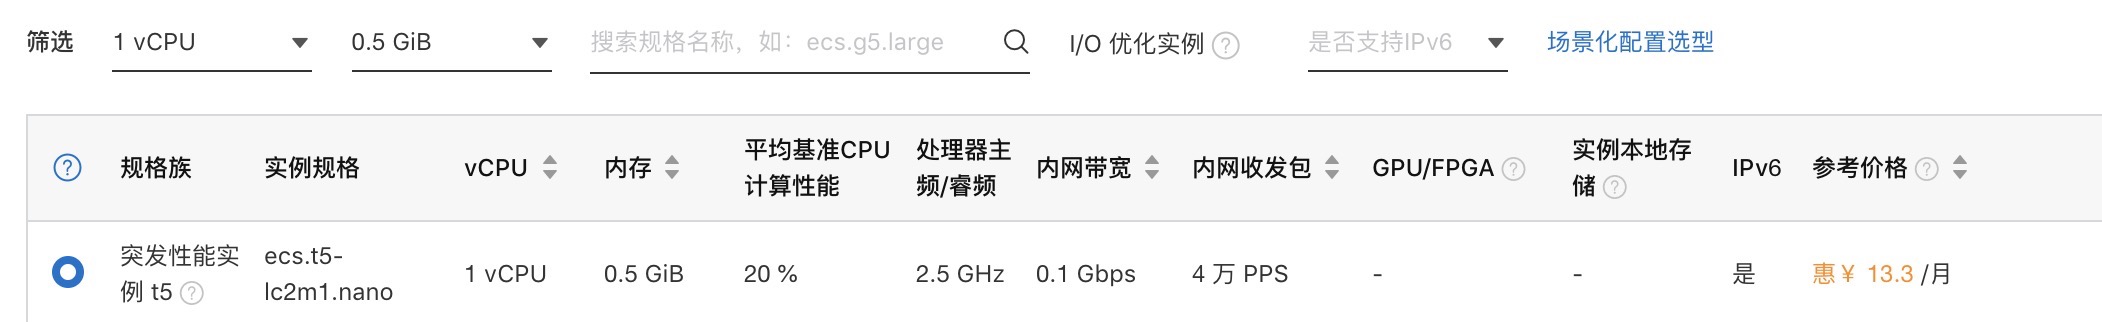 筛选 1 vCPU 0.5 GiB 搜索规格名称，如：ecs.g5.large I/O 优化实例 ? 是否支持IPv6 场景化配置选型
? 规格族 实例规格 vCPU 内存 平均基准CPU计算性能 处理器主频/睿频 内网带宽 内网收发包 GPU/FPGA ? 实例本地存储 ? IPv6 参考价格 ?
突发性能实例 t5 ? ecs.t5-lc2m1.nano 1 vCPU 0.5 GiB 20 % 2.5 GHz 0.1 Gbps 4 万 PPS - - 是 惠 ¥ 13.3 /月